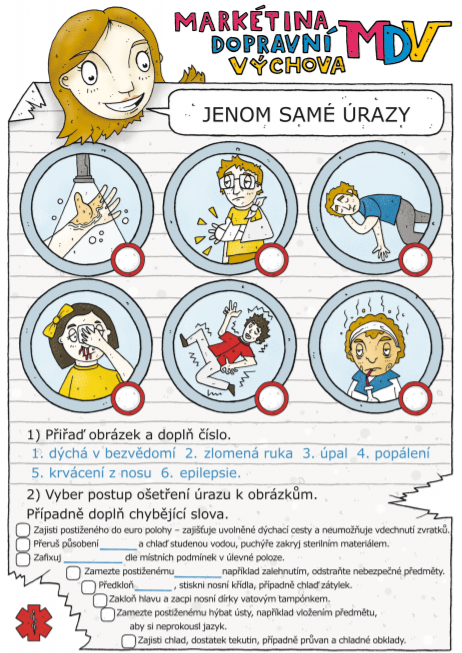 MARKÉTINA
DOPRAVNÍ
VÝCHOVA
MDV
JENOM SAMÉ ÚRAZY
1) Přiřaď obrázek a doplň číslo.
1. dýchá v bezvědomí 2. zlomená ruka 3. úpal 4. popálení
5. krvácení z nosu 6. epilepsie.
2) Vyber postup ošetření úrazu k obrázkům.
Případně doplň chybějící slova.
Zajisti postiženého do euro polohy – zajišťuje uvolněné dýchací cesty a neumožňuje vdechnutí zvratků.
Přeruš působení ______ a chlaď studenou vodou, puchýře zakryj sterilním materiálem.
Zafixuj __________ dle místních podmínek v úlevné poloze.
Zamezte postiženému ________ například zalehnutím, odstraňte nebezpečné předměty.
Předkloň ______ , stiskni nosní křídla, případně chlaď zátylek.
Zakloň hlavu a zacpi nosní dírky vatovým tampónkem.
Zamezte postiženému hýbat ústy, například vložením předmětu,
aby si neprokousl jazyk.
Zajisti chlad, dostatek tekutin, případně průvan a chladné obklady.